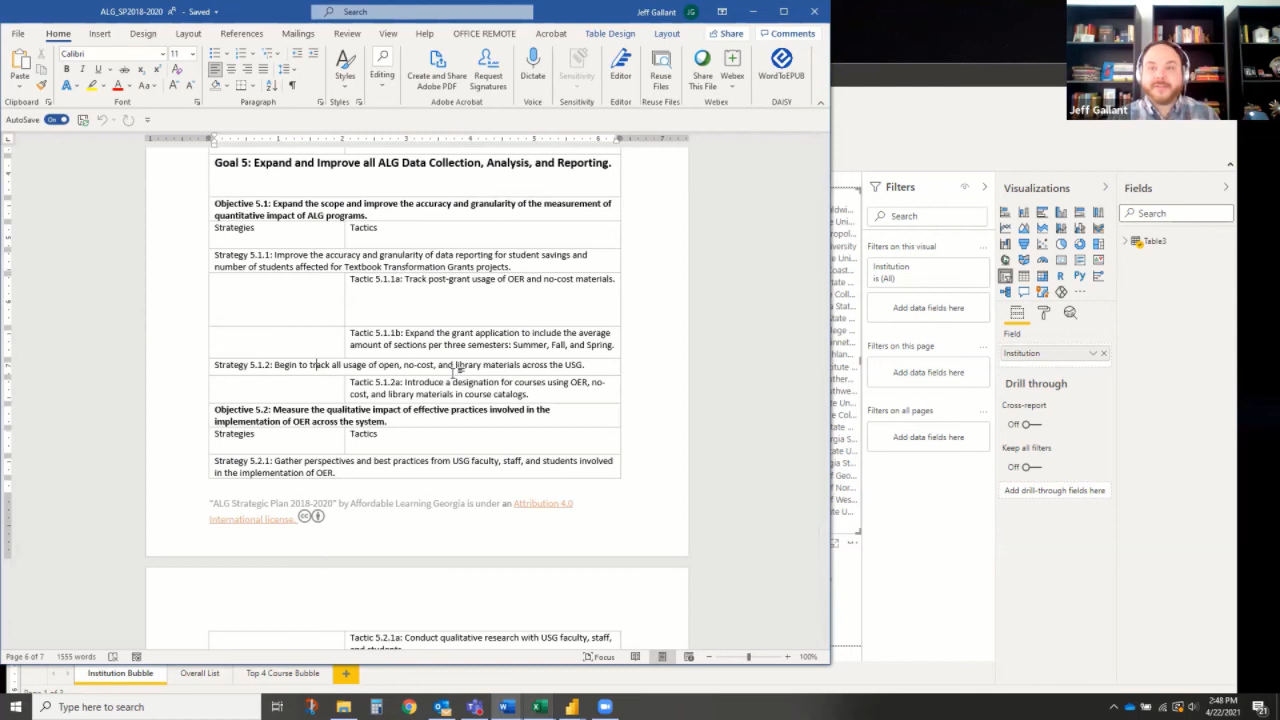 ALG_SP2018-2020
Saved
Search
Jeff Gallant
JG
File
Home
Insert
Draw
Design
Layout
References
Mailings
Review
View
Help
OFFICE REMOTE
Acrobat
Table Design
Layout
Share
Comments
Paste
Calibri
11
Styles
Editing
Create and Share
Adobe PDF
Request
Signatures
Dictate
Sensitivity
Editor
Reuse
Files
Share
This File
Webex
WordToEPUB
Clipboard
Font
Paragraph
Styles
Adobe Acrobat
Voice
Sensitivity
Editor
Reuse Files
Webex
DAISY
AutoSave On
Goal 5: Expand and Improve all ALG Data Collection, Analysis, and Reporting.
Objective 5.1: Expand the scope and improve the accuracy and granularity of the measurement of
quantitative impact of ALG programs.
Strategies Tactics
Strategy 5.1.1: Improve the accuracy and granularity of data reporting for student savings and
number of students affected for Textbook Transformation Grants projects.
Tactic 5.1.1a: Track post-grant usage of OER and no-cost materials.
Tactic 5.1.1b: Expand the grant application to include the average
amount of sections per three semesters: Summer, Fall, and Spring.
Strategy 5.1.2: Begin to track all usage of open, no-cost, and library materials across the USG.
Tactic 5.1.2a: Introduce a designation for courses using OER, no-
cost, and library materials in course catalogs.
Objective 5.2: Measure the qualitative impact of effective practices involved in the
implementation of OER across the system.
Strategies Tactics
Strategy 5.2.1: Gather perspectives and best practices from USG faculty, staff, and students involved
in the implementation of OER.
"ALG Strategic Plan 2018-2020" by Affordable Learning Georgia is under an Attribution 4.0
International license.
Tactic 5.2.1a: Conduct qualitative research with USG faculty, staff,
and students
Page 6 of 7
1555 words
Focus
100%
Institution Bubble
Overall List
Top 4 Course Bubble
Filters
Search
Filters on this visual
Institution
is (All)
Add data fields here
Filters on this page
Add data fields here
Filters on all pages
Add data fields here
Visualizations
Field
Institution
Drill through
Cross-report
Off
Keep all filters
Off
Add drill-through fields here
Fields
Search
Table3
Jeff Gallant
Type here to search
2:48 PM
4/22/2021
21